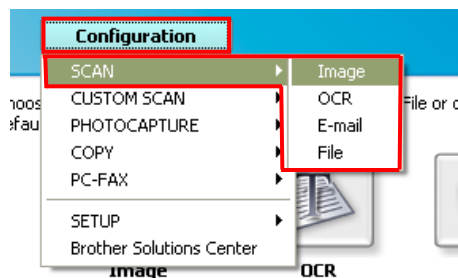 Configuration
SCAN
Image
CUSTOM SCAN
OCR
File or
PHOTOCAPTURE
E-mail
COPY
File
PC-FAX
SETUP
Brother Solutions Center
Image
OCR